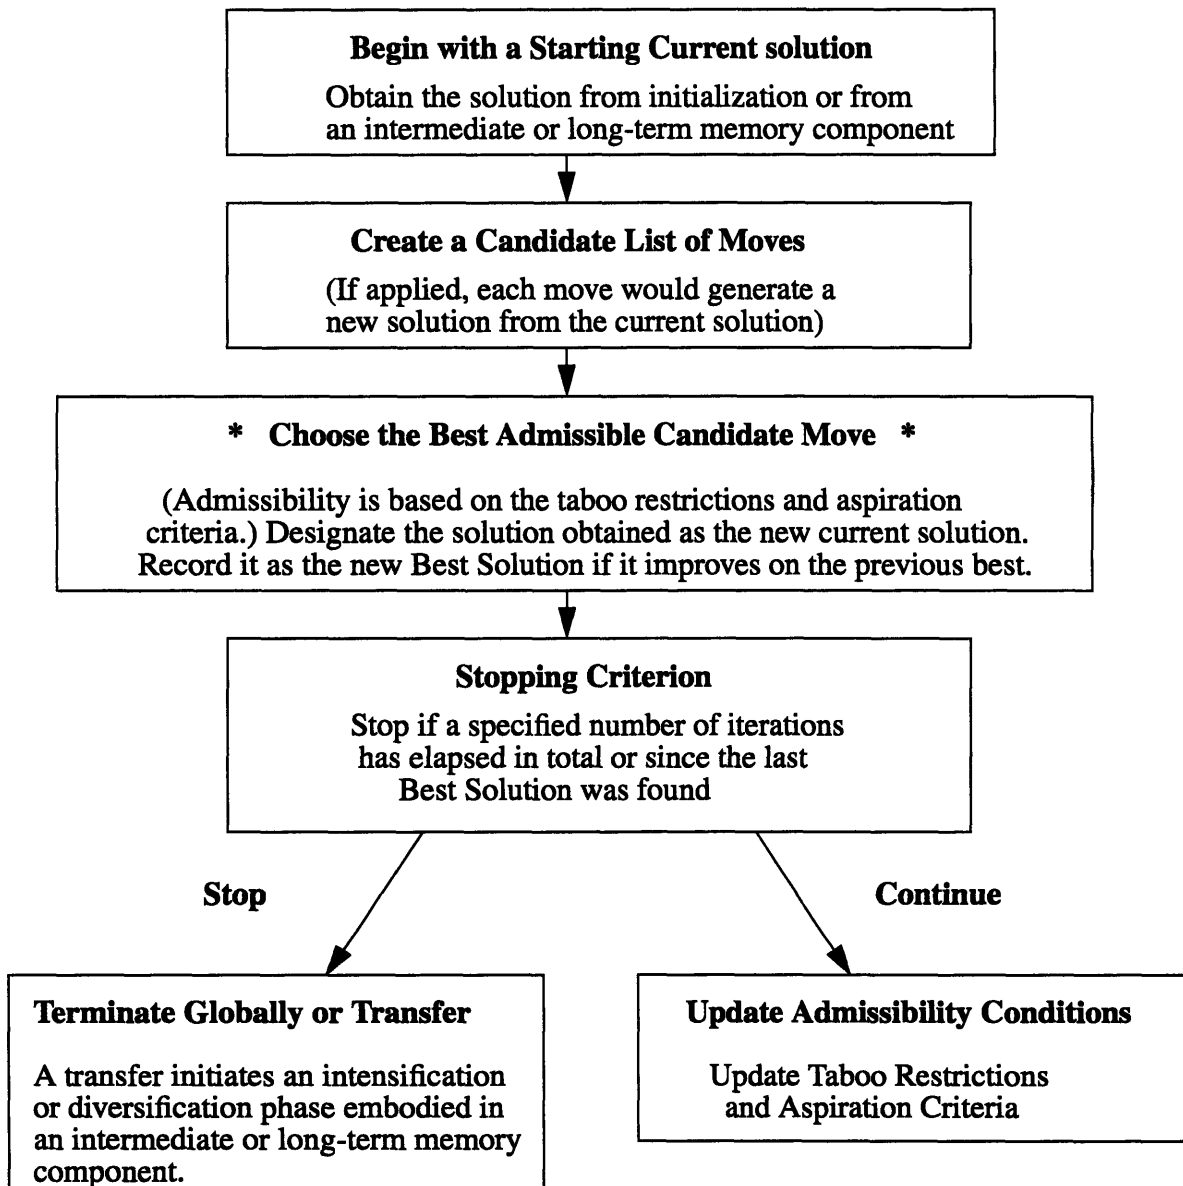 Begin with a Starting Current solution
Obtain the solution from initialization or from
an intermediate or long-term memory component
Create a Candidate List of Moves
(If applied, each move would generate a
new solution from the current solution)
* Choose the Best Admissible Candidate Move *
(Admissibility is based on the taboo restrictions and aspiration
criteria.) Designate the solution obtained as the new current solution.
Record it as the new Best Solution if it improves on the previous best.
Stopping Criterion
Stop if a specified number of iterations
has elapsed in total or since the last
Best Solution was found
Stop
Continue
Terminate Globally or Transfer
A transfer initiates an intensification
or diversification phase embodied in
an intermediate or long-term memory
component.
Update Admissibility Conditions
Update Taboo Restrictions
and Aspiration Criteria